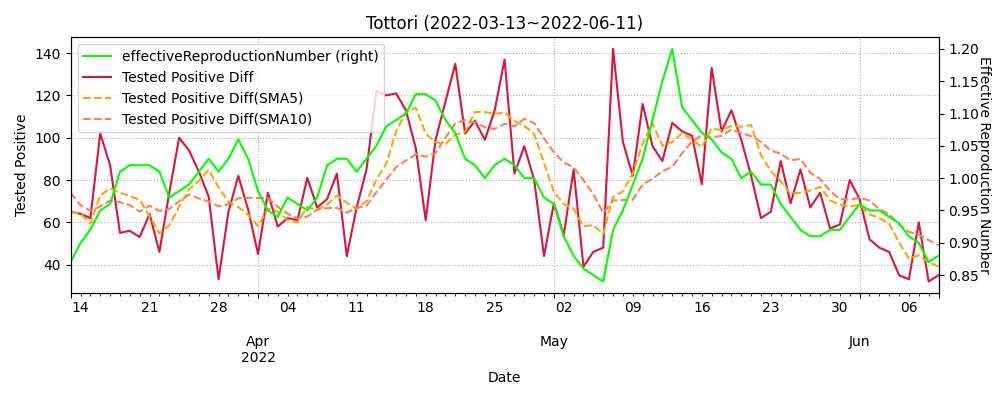 Tottori (2022-03-13~2022-06-11)
effectiveReproductionNumber (right)
Tested Positive Diff
Tested Positive Diff(SMA5)
Tested Positive Diff(SMA10)
Tested Positive
140
120
100
80
60
40
1.20
1.15
1.10
1.05
1.00
0.95
0.90
0.85
Effective Reproduction Number
14 21 28 04 11 18 25 02 09 16 23 30 06
Apr May Jun
2022
Date